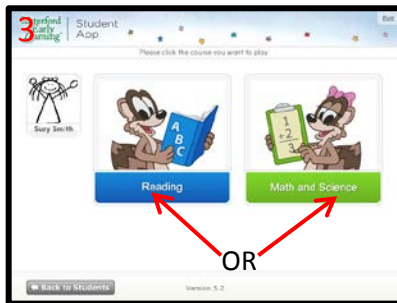 3
Waterford Early Learning
Student App
Exit
Please click the course you want to play.
A
B
C
1
+2
3
Suzy Smith
Reading
Math and Science
OR
Back to Students
Version 5.2